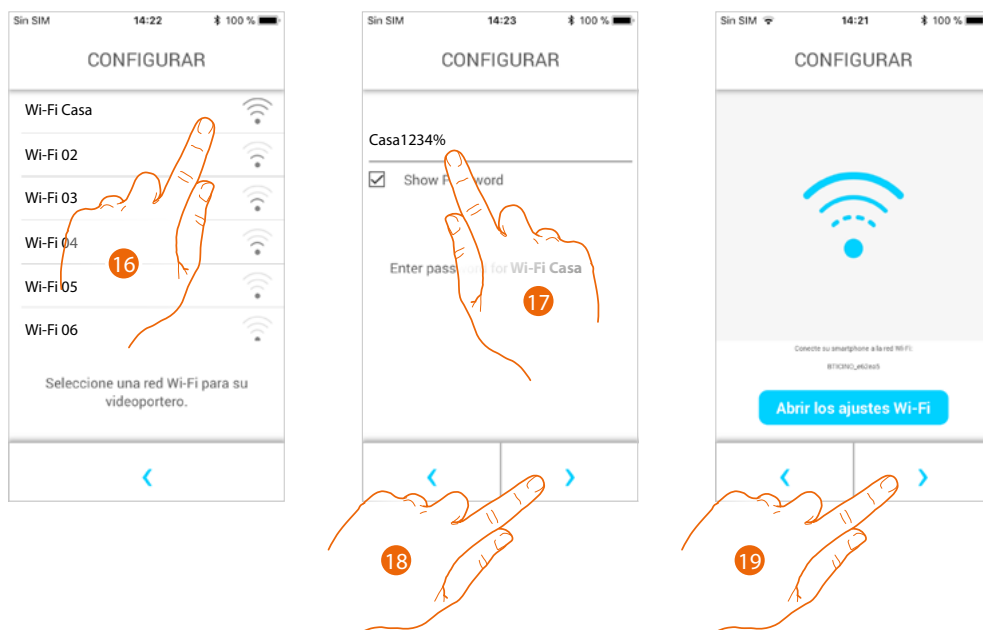 Sin SIM 14:22 100 %
CONFIGURAR
Wi-Fi Casa
Wi-Fi 02
Wi-Fi 03
Wi-Fi 04
Wi-Fi 05
Wi-Fi 06
16
Seleccione una red Wi-Fi para su
videoportero.
Sin SIM 14:23 100 %
CONFIGURAR
Casa1234%
Show Password
Enter password for Wi-Fi Casa
17
18
Sin SIM 14:21 100 %
CONFIGURAR
Conecte su smartphone a la red Wi-Fi:
BTICINO_e62ea5
Abrir los ajustes Wi-Fi
19